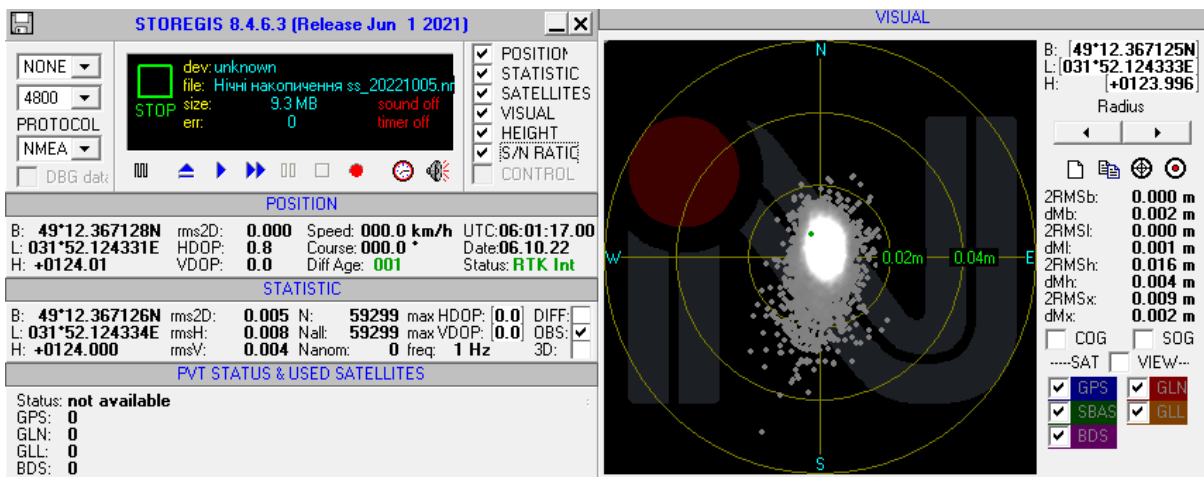 STOREGIS 8.4.6.3 (Release Jun 1 2021)
NONE
4800
PROTOCOL
NMEA
DBG data
STOP
dev: unknown
file: Нічні накопичення ss_20221005.nr
size: 9.3 MB sound off
err: 0 timer off
POSITION
STATISTIC
SATELLITES
VISUAL
HEIGHT
S/N RATIO
CONTROL
POSITION
B: 49*12.367128N rms2D: 0.000 Speed: 000.0 km/h UTC:06:01:17.00
L: 031*52.124331E HDOP: 0.8 Course: 000.0 * Date:06.10.22
H: +0124.01 VDOP: 0.0 Diff Age: 001 Status: RTK Int
STATISTIC
B: 49*12.367126N rms2D: 0.005 N: 59299 max HDOP: [0.0] DIFF:
L: 031*52.124334E rmsH: 0.008 Nall: 59299 max VDOP: [0.0] OBS:
H: +0124.000 rmsV: 0.004 Nanom: 0 freq: 1 Hz 3D:
PVT STATUS & USED SATELLITES
Status: not available
GPS: 0
GLN: 0
GLL: 0
BDS: 0
VISUAL
N
W
0.02m
0.04m
E
S
B: [49*12.367125N]
L: [031*52.124333E]
H: [+0123.996]
Radius
2RMSb: 0.000 m
dMb: 0.002 m
2RMSl: 0.000 m
dMl: 0.001 m
2RMSh: 0.016 m
dMh: 0.004 m
2RMSx: 0.009 m
dMx: 0.002 m
COG SOG
-----SAT VIEW---
GPS GLN
SBAS GLL
BDS